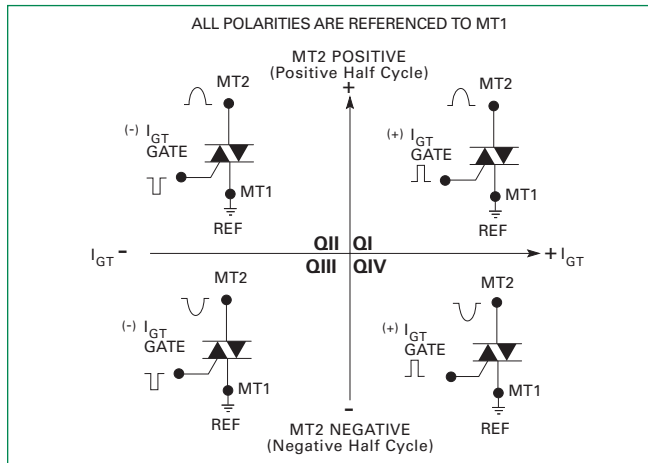 ALL POLARITIES ARE REFERENCED TO MT1
MT2 POSITIVE
(Positive Half Cycle)
+
MT2
(-) IGT
GATE
MT1
REF
MT2
(+) IGT
GATE
MT1
REF
IGT -
QII QI
QIII QIV
+ IGT
MT2
(-) IGT
GATE
MT1
REF
MT2
(+) IGT
GATE
MT1
REF
-
MT2 NEGATIVE
(Negative Half Cycle)